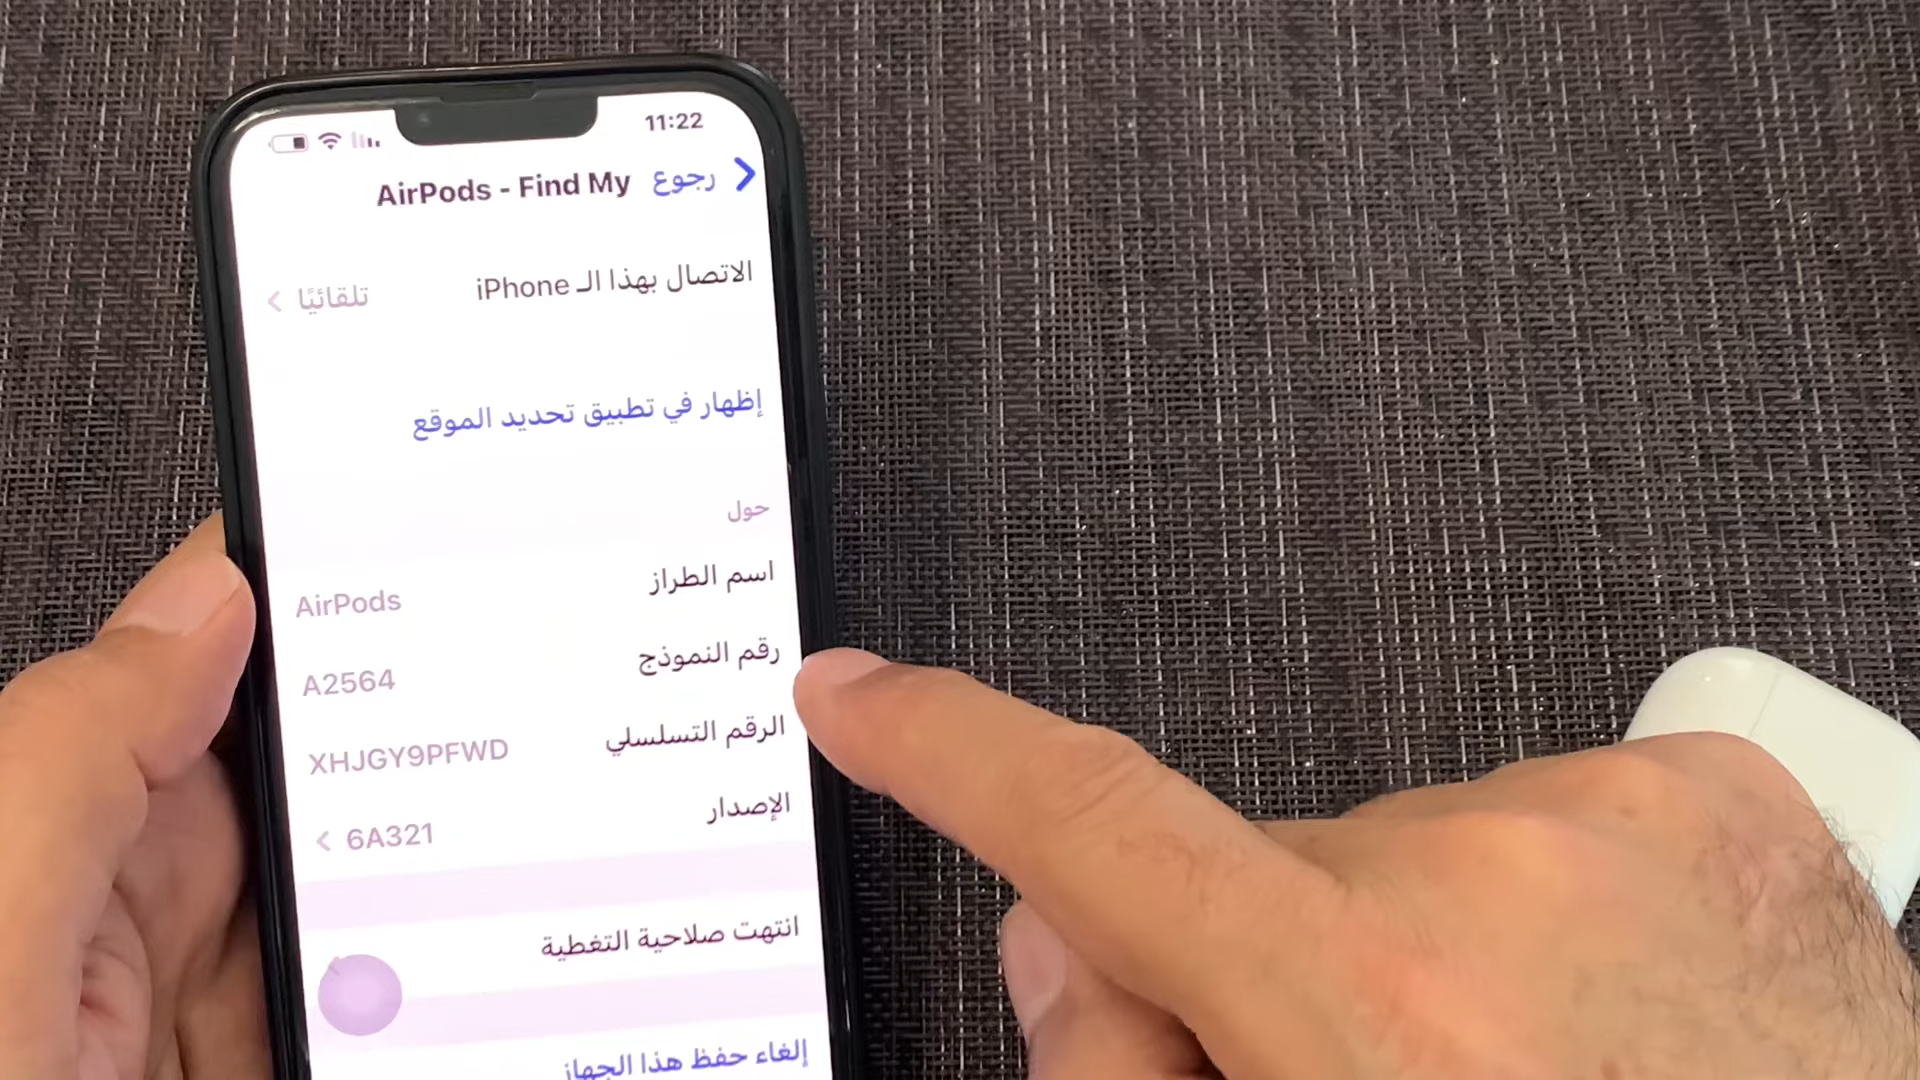 11:22
رجوع AirPods - Find My
الاتصال بهذا الـ iPhone تلقائيًا
إظهار في تطبيق تحديد الموقع
حول
اسم الطراز AirPods
رقم النموذج A2564
الرقم التسلسلي XHJGY9PFWD
الإصدار 6A321
انتهت صلاحية التغطية
إلغاء حفظ هذا الجهاز